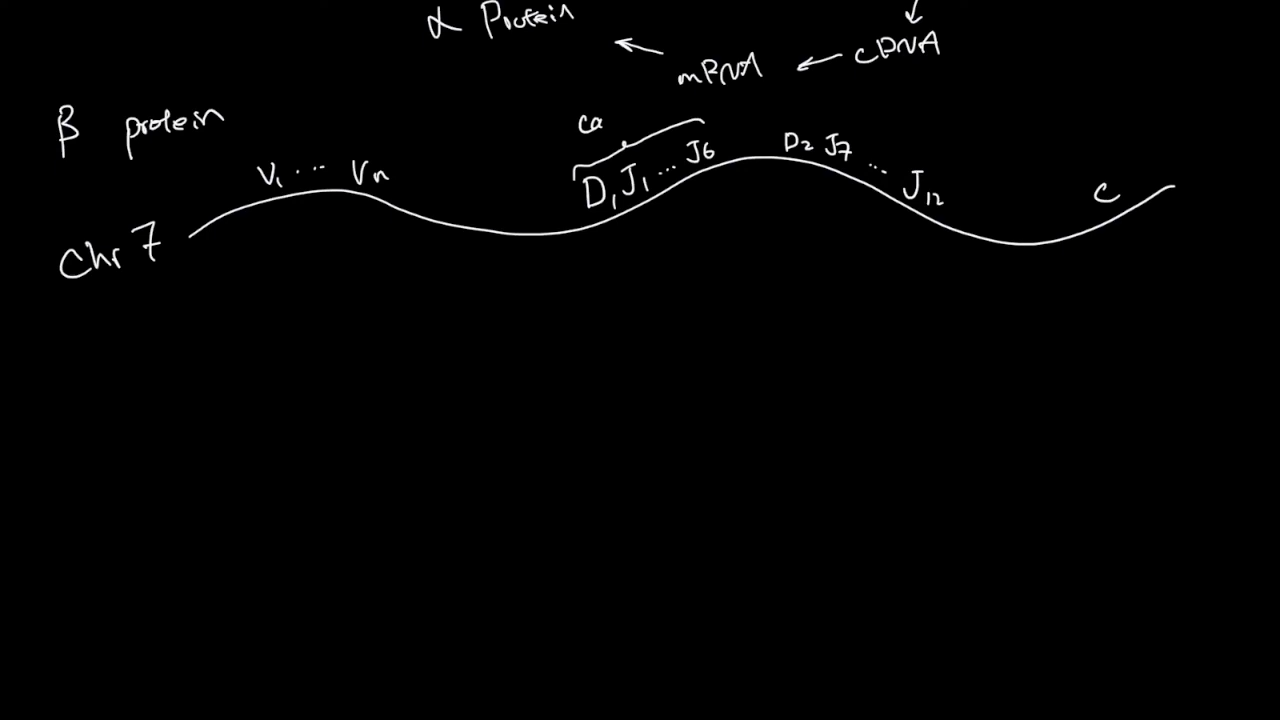 α Protein
mRNA ← cDNA
β protein
ca
V₁ ... Vn D₁ J₁ ... J6 D2 J7 ... J₁₂ C
Chr 7